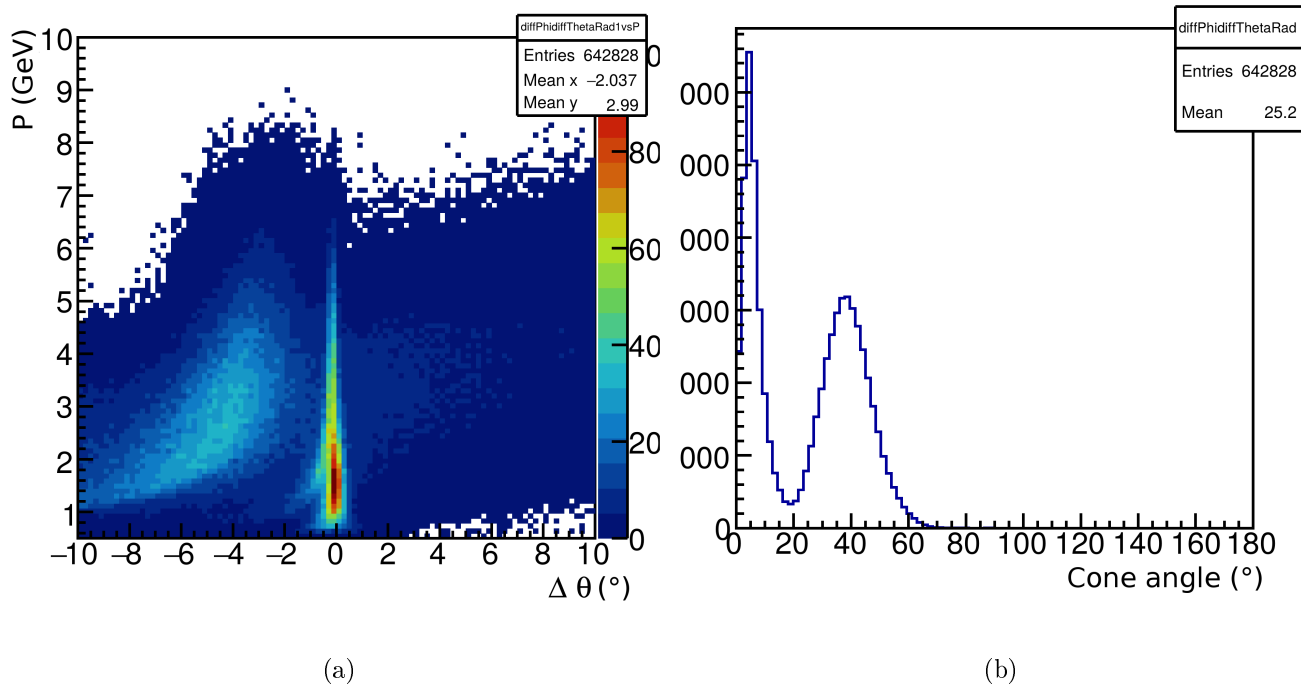 diffPhidiffThetaRad1vsP
Entries 642828
Mean x −2.037
Mean y 2.99
P (GeV)
10
9
8
7
6
5
4
3
2
1
−10 −8 −6 −4 −2 0 2 4 6 8 10
Δ θ (°)
0
80
60
40
20
0
(a)
diffPhidiffThetaRad
Entries 642828
Mean 25.2
000
000
000
000
000
000
0
0 20 40 60 80 100 120 140 160 180
Cone angle (°)
(b)